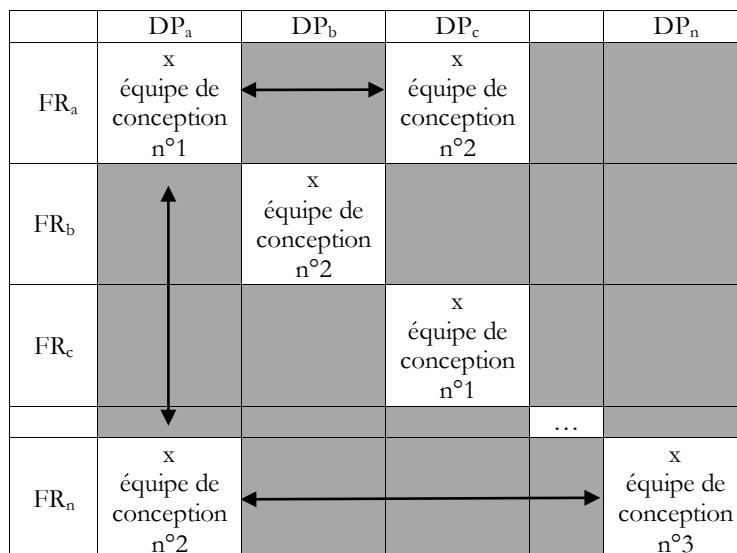 DPa DPb DPc DPn
FRa
x
équipe de
conception
n°1
x
équipe de
conception
n°2
FRb
x
équipe de
conception
n°2
FRc
x
équipe de
conception
n°1
…
FRn
x
équipe de
conception
n°2
x
équipe de
conception
n°3